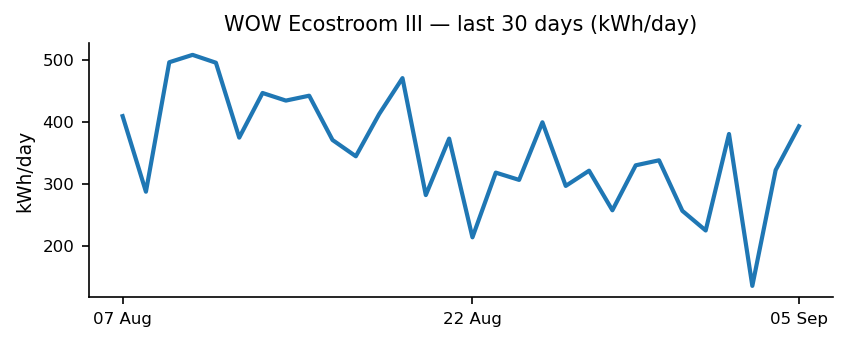 WOW Ecostroom III — last 30 days (kWh/day)
kWh/day
500
400
300
200
07 Aug
22 Aug
05 Sep